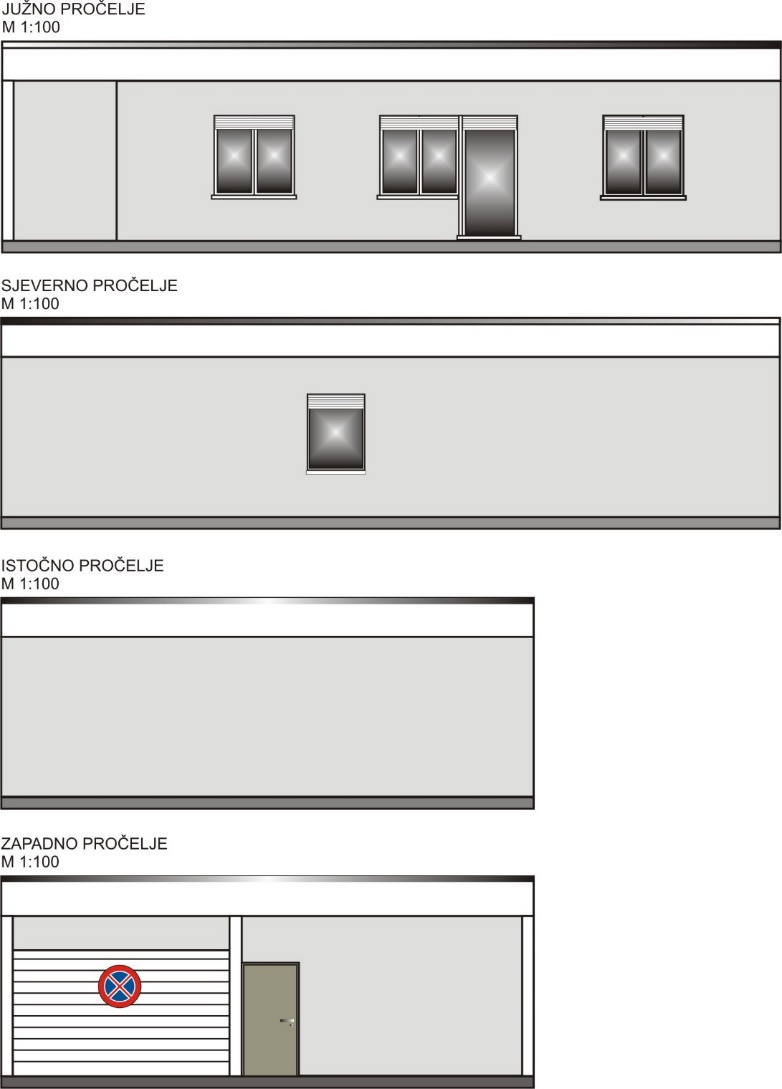 JUŽNO PROČELJE
M 1:100
SJEVERNO PROČELJE
M 1:100
ISTOČNO PROČELJE
M 1:100
ZAPADNO PROČELJE
M 1:100